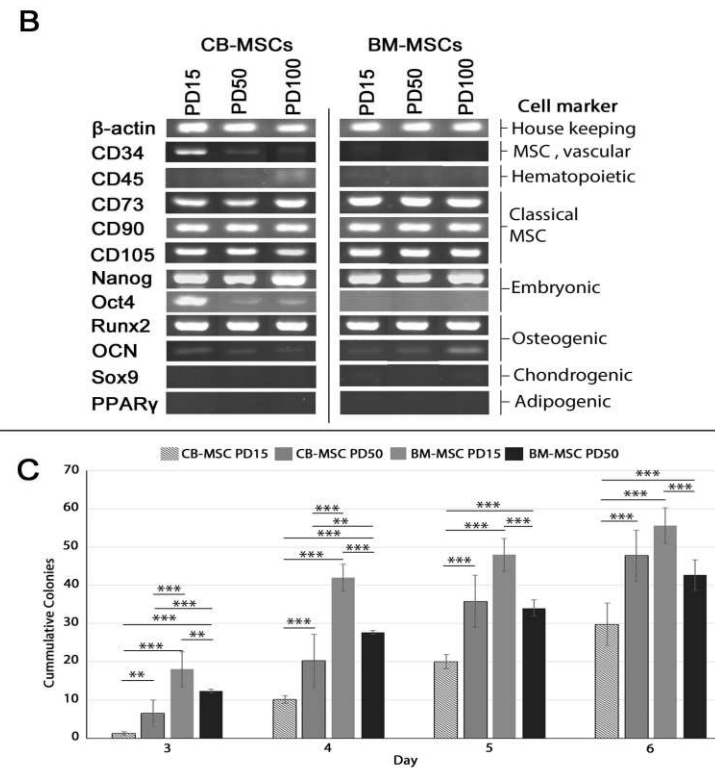 B
CB-MSCs BM-MSCs
PD15 PD50 PD100 PD15 PD50 PD100
Cell marker
β-actin House keeping
CD34 MSC , vascular
CD45 Hematopoietic
CD73
CD90 Classical MSC
CD105
Nanog Embryonic
Oct4
Runx2 Osteogenic
OCN
Sox9 Chondrogenic
PPARγ Adipogenic
C
CB-MSC PD15 CB-MSC PD50 BM-MSC PD15 BM-MSC PD50
Cummulative Colonies
70
60
50
40
30
20
10
0
** *** *** *** *** **
*** *** *** *** ** ***
*** *** *** ***
*** *** *** ***
3 4 5 6
Day